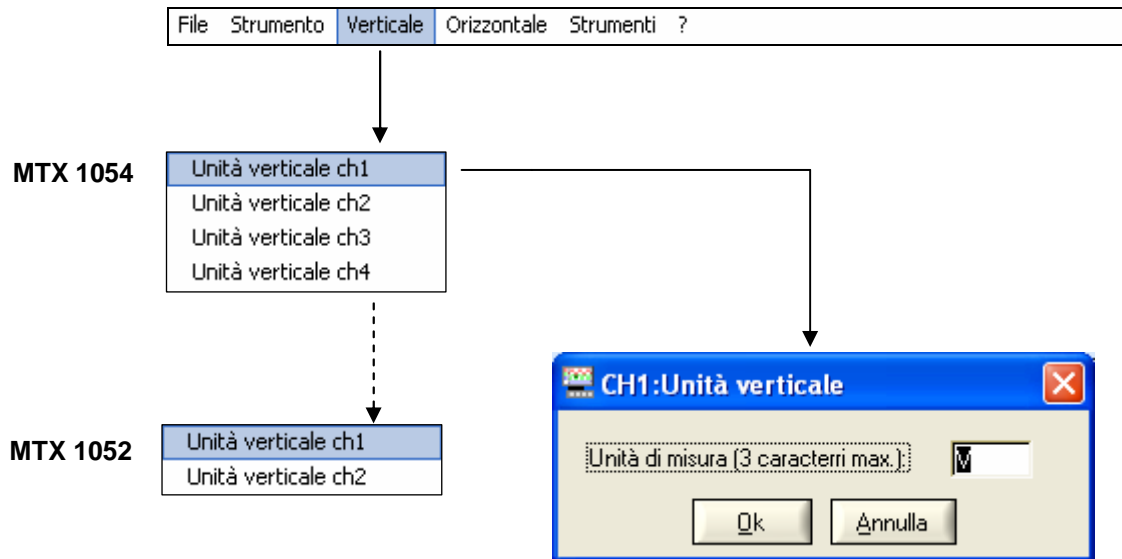 File Strumento Verticale Orizzontale Strumenti ?
MTX 1054
Unità verticale ch1
Unità verticale ch2
Unità verticale ch3
Unità verticale ch4
MTX 1052
Unità verticale ch1
Unità verticale ch2
CH1:Unità verticale
Unità di misura (3 caracterri max.): V
Ok Annulla